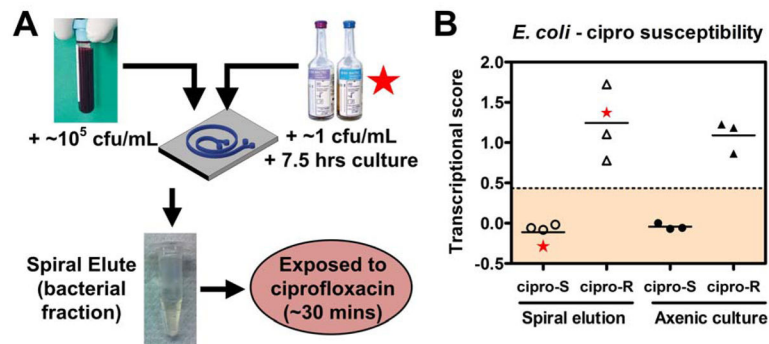 A
+ ~10⁵ cfu/mL
+ ~1 cfu/mL
+ 7.5 hrs culture
Spiral Elute
(bacterial
fraction)
Exposed to
ciprofloxacin
(~30 mins)
B
E. coli - cipro susceptibility
Transcriptional score
2.0
1.5
1.0
0.5
0.0
-0.5
cipro-S cipro-R cipro-S cipro-R
Spiral elution Axenic culture